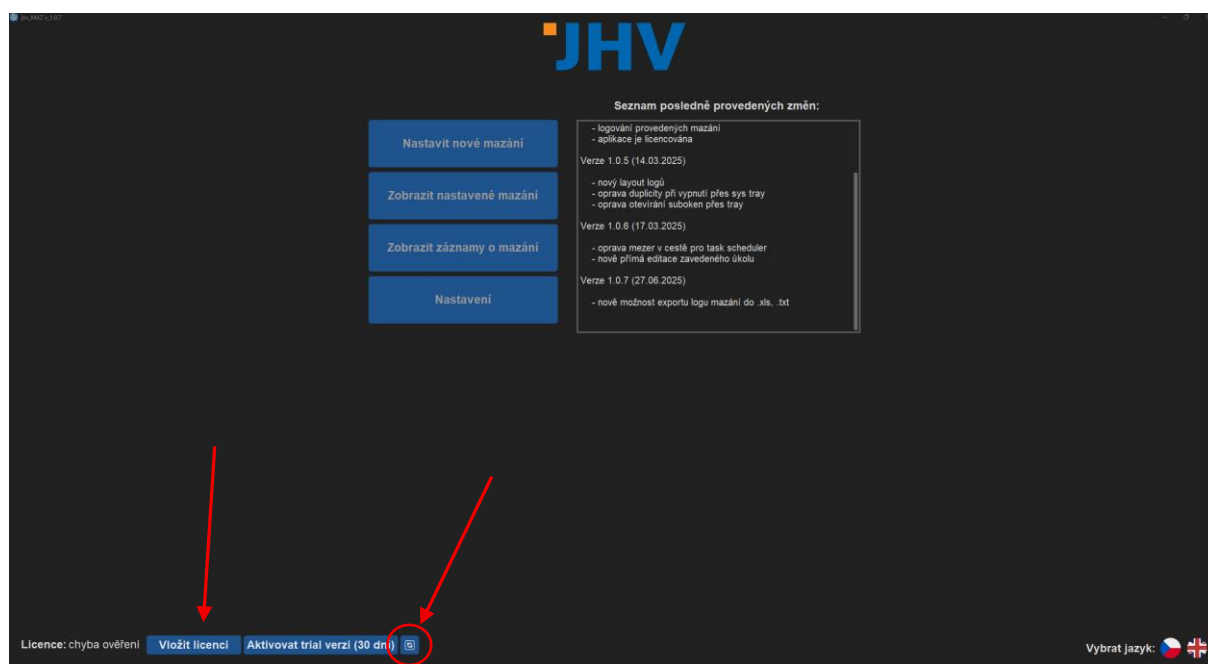 jhv_MAZ v_1.0.7
JHV
Seznam posledně provedených změn:
Nastavit nové mazání
Zobrazit nastavené mazání
Zobrazit záznamy o mazání
Nastavení
- logování provedených mazání
- aplikace je licencována
Verze 1.0.5 (14.03.2025)
- nový layout logů
- oprava duplicity při vypnutí přes sys tray
- oprava otevírání suboken přes tray
Verze 1.0.6 (17.03.2025)
- oprava mezer v cestě pro task scheduler
- nově přímá editace zavedeného úkolu
Verze 1.0.7 (27.06.2025)
- nově možnost exportu logu mazání do .xls, .txt
Licence: chyba ověření
Vložit licenci
Aktivovat trial verzi (30 dní)
Vybrat jazyk: